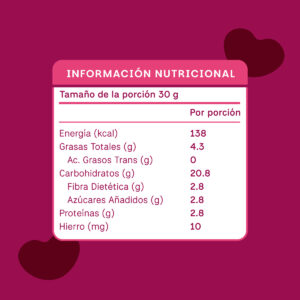 INFORMACIÓN NUTRICIONAL
Tamaño de la porción 30 g
Por porción
Energía (kcal) 138
Grasas Totales (g) 4.3
Ac. Grasos Trans (g) 0
Carbohidratos (g) 20.8
Fibra Dietética (g) 2.8
Azúcares Añadidos (g) 2.8
Proteínas (g) 2.8
Hierro (mg) 10